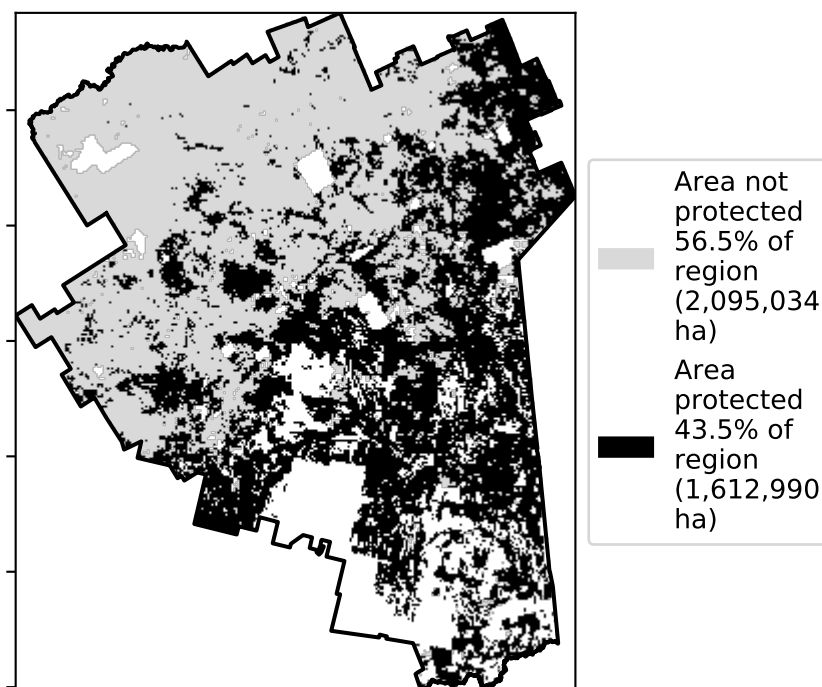 Area not
protected
56.5% of
region
(2,095,034
ha)
Area
protected
43.5% of
region
(1,612,990
ha)